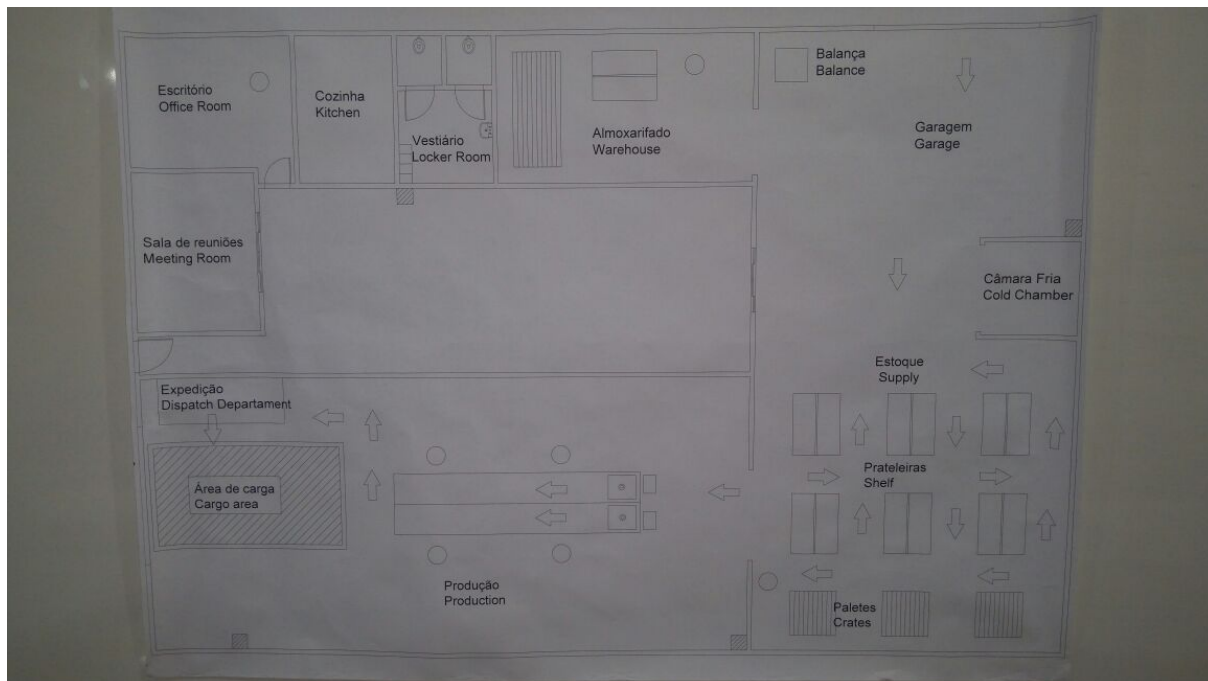 Escritório
Office Room
Cozinha
Kitchen
Vestiário
Locker Room
Almoxarifado
Warehouse
Balança
Balance
Garagem
Garage
Sala de reuniões
Meeting Room
Câmara Fria
Cold Chamber
Estoque
Supply
Expedição
Dispatch Departament
Prateleiras
Shelf
Área de carga
Cargo area
Produção
Production
Paletes
Crates